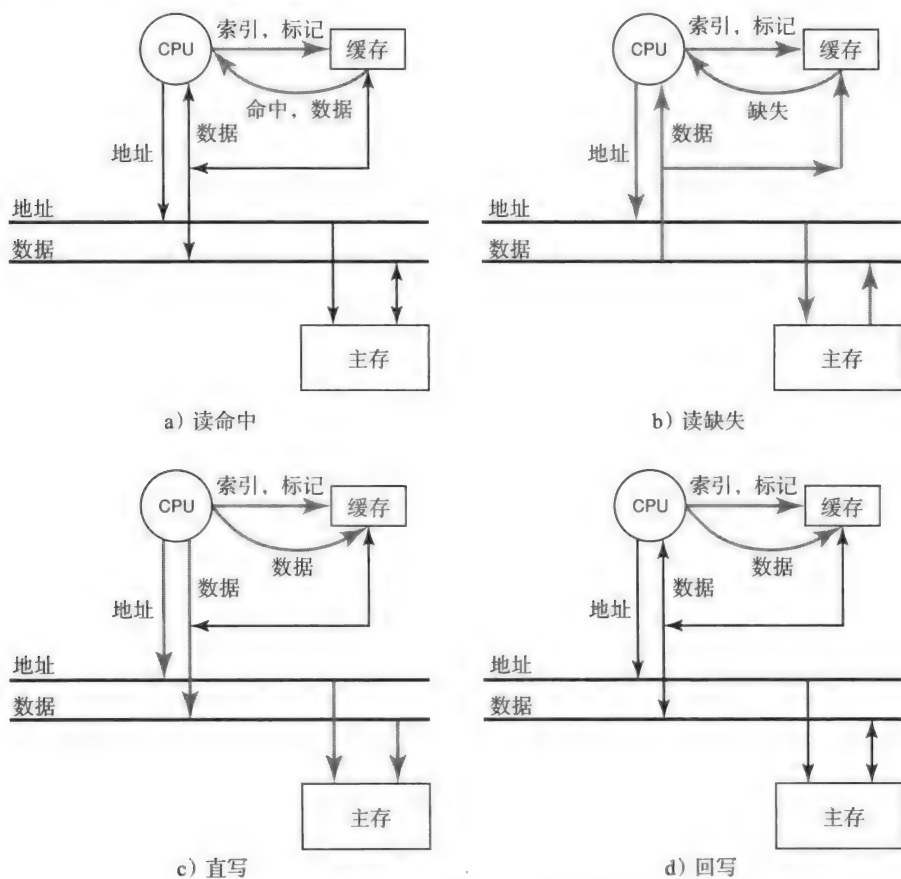 索引，标记
CPU
缓存
命中，数据
数据
地址
地址
数据
主存
a）读命中
索引，标记
CPU
缓存
缺失
数据
地址
地址
数据
主存
b）读缺失
索引，标记
CPU
缓存
数据
数据
地址
地址
数据
主存
c）直写
索引，标记
CPU
缓存
数据
数据
地址
地址
数据
主存
d）回写